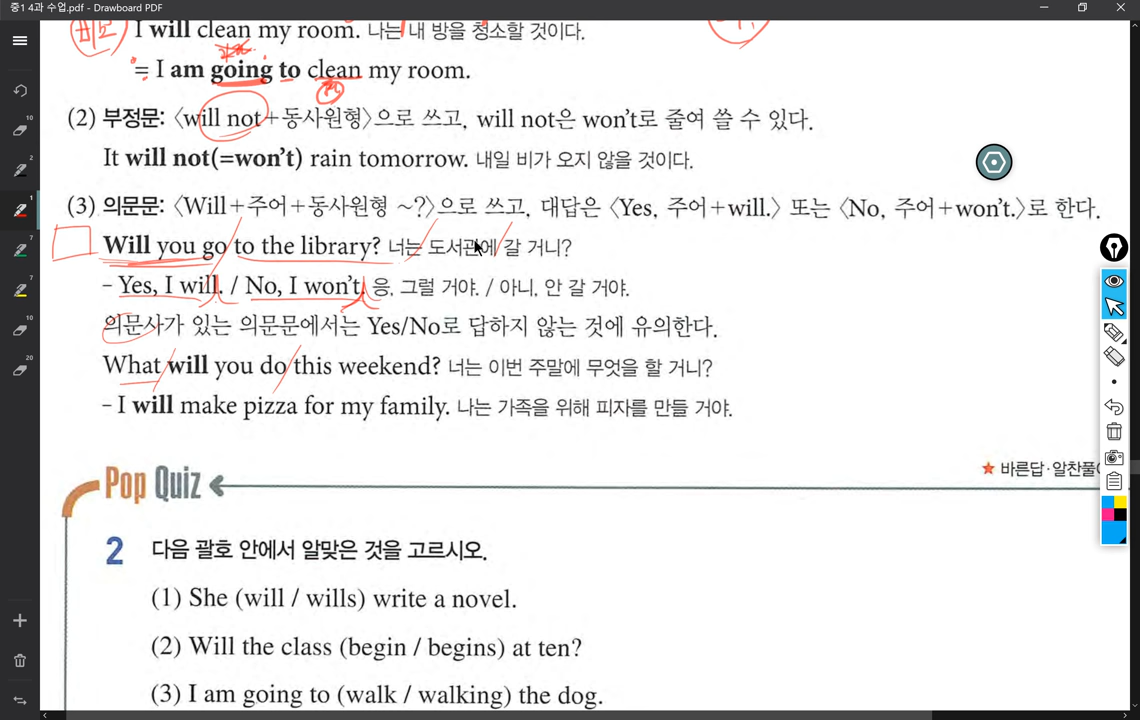 중1 4과 수업.pdf - Drawboard PDF
비교 I will clean my room. 나는 내 방을 청소할 것이다.
= I am going to clean my room.
(2) 부정문: 〈will not+동사원형〉으로 쓰고, will not은 won't로 줄여 쓸 수 있다.
It will not(=won't) rain tomorrow. 내일 비가 오지 않을 것이다.
(3) 의문문: 〈Will+주어+동사원형 ~?〉으로 쓰고, 대답은 〈Yes, 주어+will.〉 또는 〈No, 주어+won't.〉로 한다.
Will you go to the library? 너는 도서관에 갈 거니?
- Yes, I will. / No, I won't. 응, 그럴 거야. / 아니, 안 갈 거야.
의문사가 있는 의문문에서는 Yes/No로 답하지 않는 것에 유의한다.
What will you do this weekend? 너는 이번 주말에 무엇을 할 거니?
- I will make pizza for my family. 나는 가족을 위해 피자를 만들 거야.
★ 바른답·알찬풀이
Pop Quiz
2 다음 괄호 안에서 알맞은 것을 고르시오.
(1) She (will / wills) write a novel.
(2) Will the class (begin / begins) at ten?
(3) I am going to (walk / walking) the dog.
10
2
1
7
7
10
20